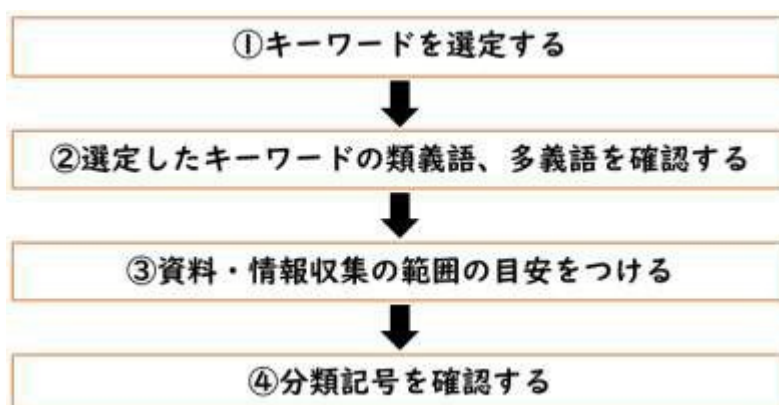 ①キーワードを選定する
②選定したキーワードの類義語、多義語を確認する
③資料・情報収集の範囲の目安をつける
④分類記号を確認する